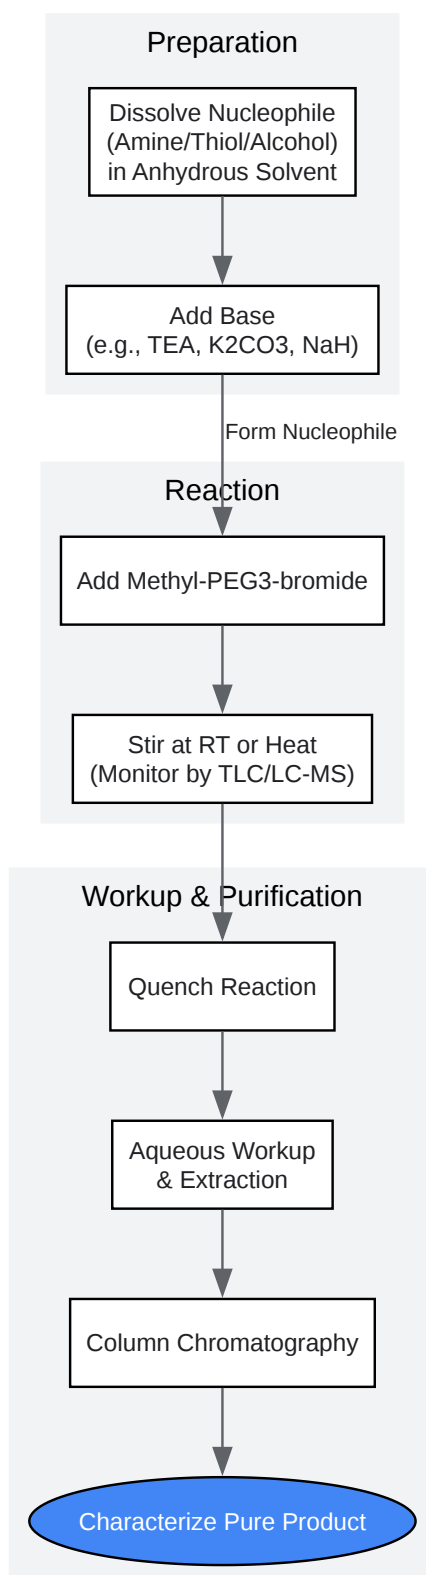 Preparation
Dissolve Nucleophile
(Amine/Thiol/Alcohol)
in Anhydrous Solvent
Add Base
(e.g., TEA, K2CO3, NaH)
Form Nucleophile
Reaction
Add Methyl-PEG3-bromide
Stir at RT or Heat
(Monitor by TLC/LC-MS)
Workup & Purification
Quench Reaction
Aqueous Workup
& Extraction
Column Chromatography
Characterize Pure Product